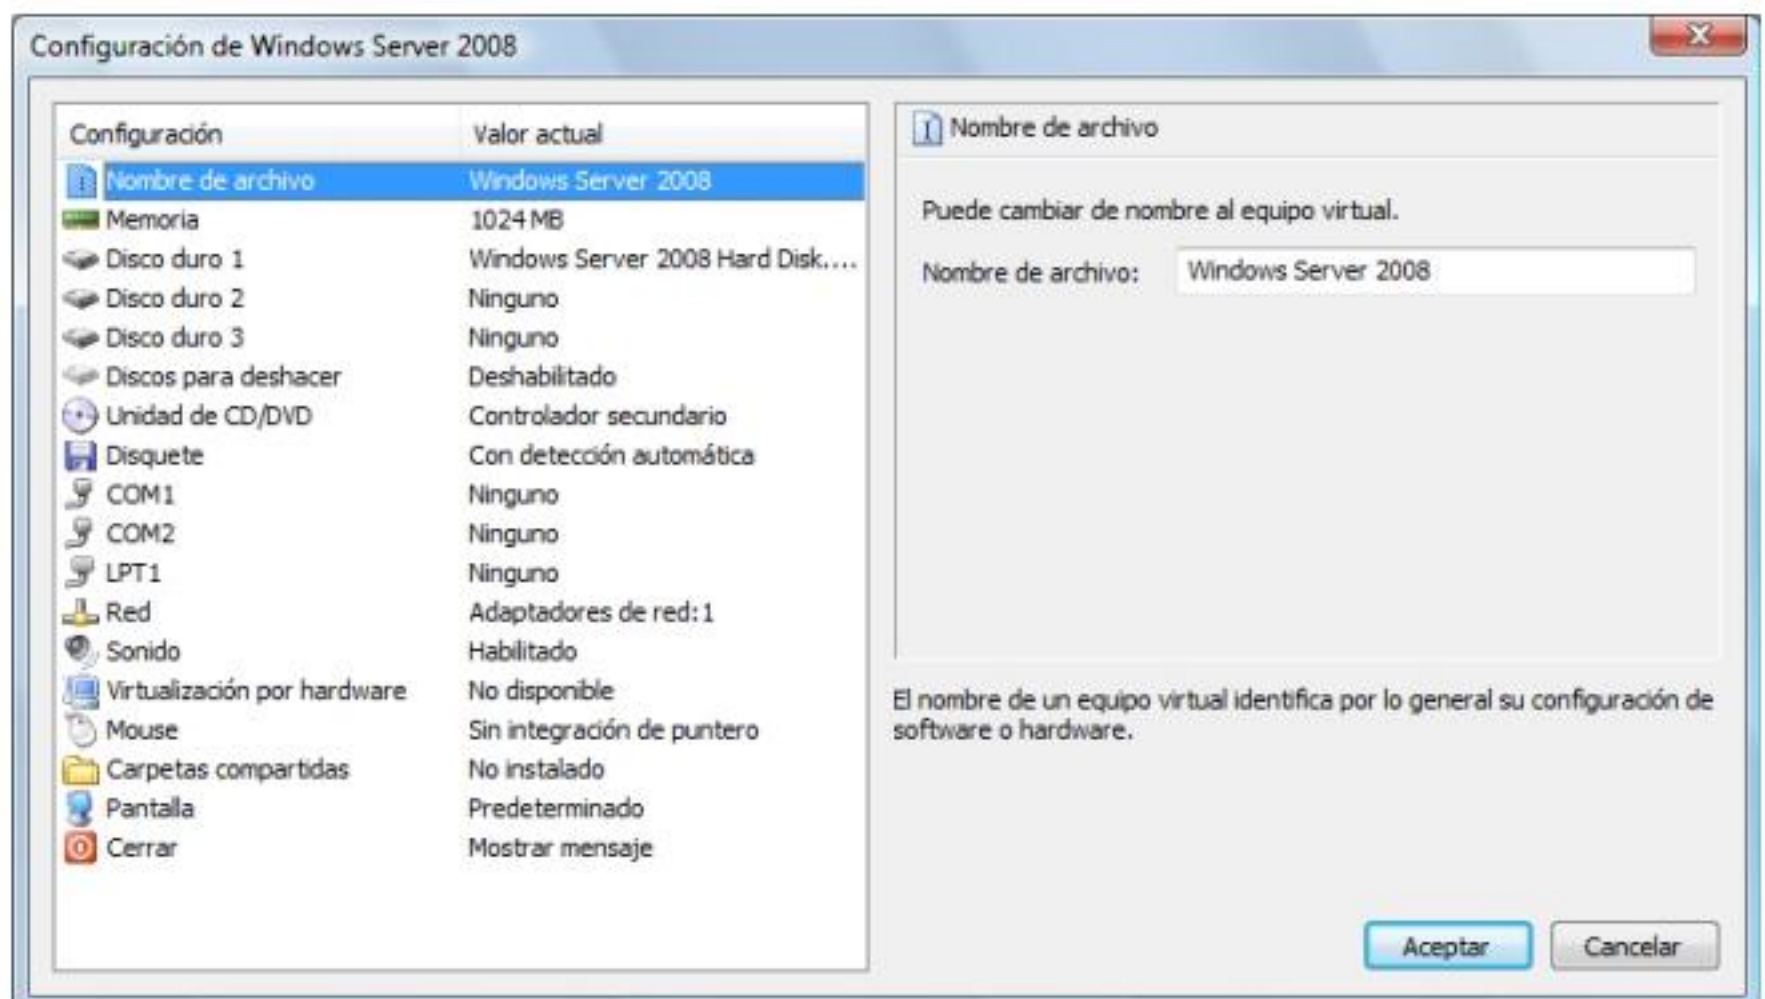 Configuración de Windows Server 2008
Configuración Valor actual
Nombre de archivo Windows Server 2008
Memoria 1024 MB
Disco duro 1 Windows Server 2008 Hard Disk....
Disco duro 2 Ninguno
Disco duro 3 Ninguno
Discos para deshacer Deshabilitado
Unidad de CD/DVD Controlador secundario
Disquete Con detección automática
COM1 Ninguno
COM2 Ninguno
LPT1 Ninguno
Red Adaptadores de red:1
Sonido Habilitado
Virtualización por hardware No disponible
Mouse Sin integración de puntero
Carpetas compartidas No instalado
Pantalla Predeterminado
Cerrar Mostrar mensaje
Nombre de archivo
Puede cambiar de nombre al equipo virtual.
Nombre de archivo: Windows Server 2008
El nombre de un equipo virtual identifica por lo general su configuración de
software o hardware.
Aceptar Cancelar